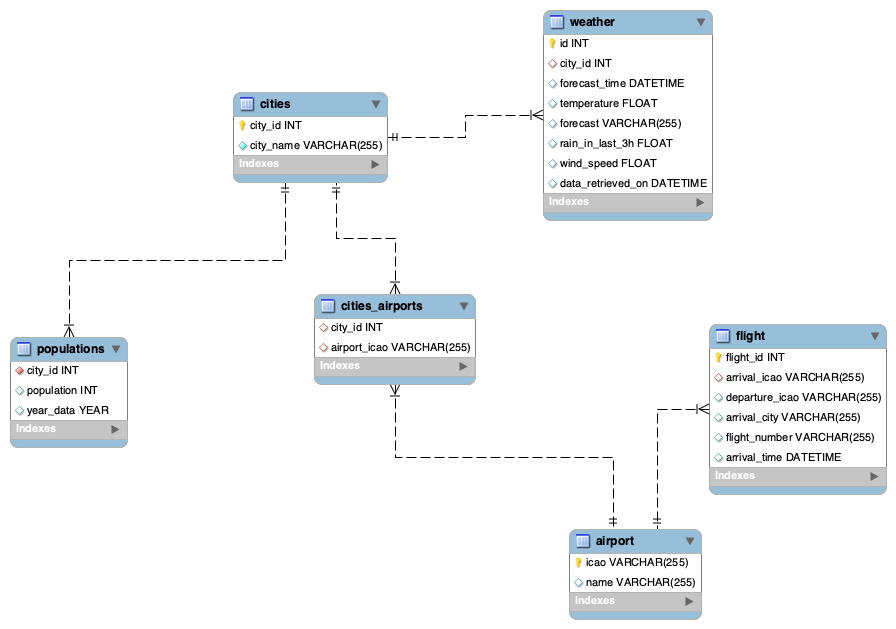 weather
id INT
city_id INT
forecast_time DATETIME
temperature FLOAT
forecast VARCHAR(255)
rain_in_last_3h FLOAT
wind_speed FLOAT
data_retrieved_on DATETIME
Indexes
cities
city_id INT
city_name VARCHAR(255)
Indexes
cities_airports
city_id INT
airport_icao VARCHAR(255)
Indexes
populations
city_id INT
population INT
year_data YEAR
Indexes
flight
flight_id INT
arrival_icao VARCHAR(255)
departure_icao VARCHAR(255)
arrival_city VARCHAR(255)
flight_number VARCHAR(255)
arrival_time DATETIME
Indexes
airport
icao VARCHAR(255)
name VARCHAR(255)
Indexes